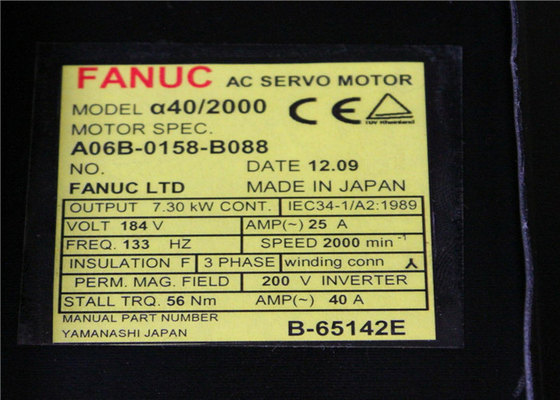 FANUC AC SERVO MOTOR
MODEL α40/2000
MOTOR SPEC.
CE TÜV Rheinland
A06B-0158-B088
NO. DATE 12.09
FANUC LTD MADE IN JAPAN
OUTPUT 7.30 kW CONT. IEC34-1/A2:1989
VOLT 184 V AMP(~) 25 A
FREQ. 133 HZ SPEED 2000 min⁻¹
INSULATION F 3 PHASE winding conn
PERM. MAG. FIELD 200 V INVERTER
STALL TRQ. 56 Nm AMP(~) 40 A
MANUAL PART NUMBER
YAMANASHI JAPAN B-65142E